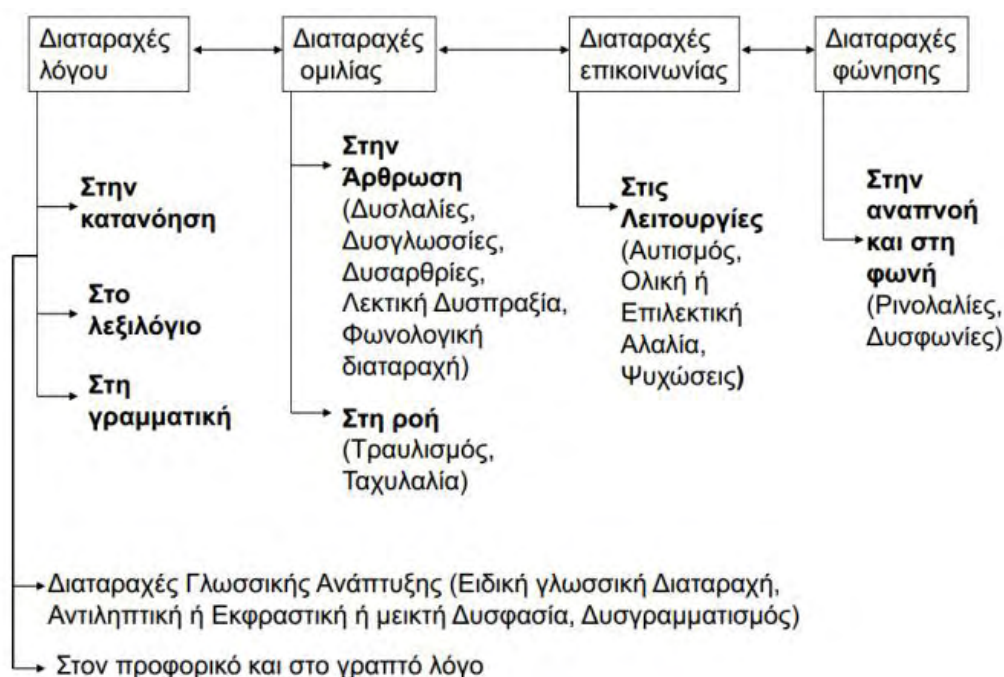 Διαταραχές
λόγου
Διαταραχές
ομιλίας
Διαταραχές
επικοινωνίας
Διαταραχές
φώνησης
Στην
κατανόηση
Στο
λεξιλόγιο
Στη
γραμματική
Στην
Άρθρωση
(Δυσλαλίες,
Δυσγλωσσίες,
Δυσαρθρίες,
Λεκτική Δυσπραξία,
Φωνολογική
διαταραχή)
Στη ροή
(Τραυλισμός,
Ταχυλαλία)
Στις
Λειτουργίες
(Αυτισμός,
Ολική ή
Επιλεκτική
Αλαλία,
Ψυχώσεις)
Στην
αναπνοή
και στη
φωνή
(Ρινολαλίες,
Δυσφωνίες)
Διαταραχές Γλωσσικής Ανάπτυξης (Ειδική γλωσσική Διαταραχή,
Αντιληπτική ή Εκφραστική ή μεικτή Δυσφασία, Δυσγραμματισμός)
Στον προφορικό και στο γραπτό λόγο